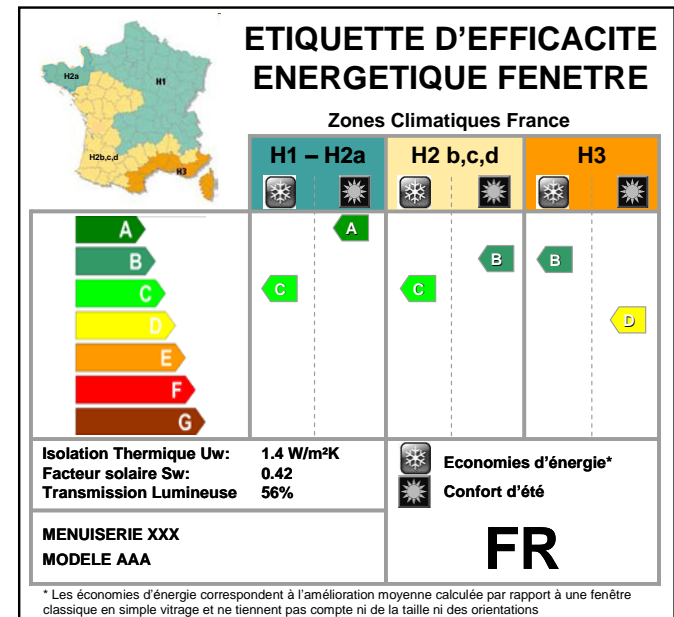 ETIQUETTE D'EFFICACITE
ENERGETIQUE FENETRE
Zones Climatiques France
H2a
H1
H2b,c,d
H3
H1 – H2a
H2 b,c,d
H3
A
B
C
D
E
F
G
A
B
B
C
C
D
Isolation Thermique Uw: 1.4 W/m²K
Facteur solaire Sw: 0.42
Transmission Lumineuse 56%
Economies d'énergie*
Confort d'été
MENUISERIE XXX
MODELE AAA
FR
* Les économies d'énergie correspondent à l'amélioration moyenne calculée par rapport à une fenêtre
classique en simple vitrage et ne tiennent pas compte ni de la taille ni des orientations